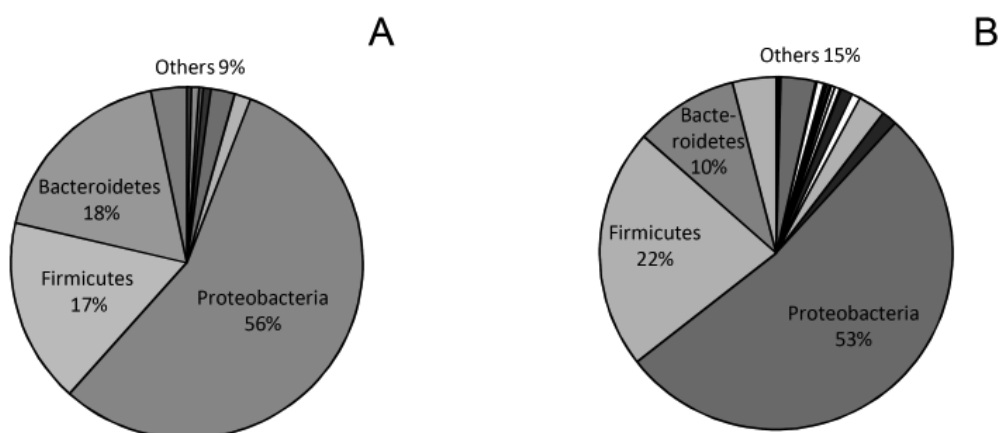 A
Others 9%
Bacteroidetes
18%
Firmicutes
17%
Proteobacteria
56%
B
Others 15%
Bacte-
roidetes
10%
Firmicutes
22%
Proteobacteria
53%